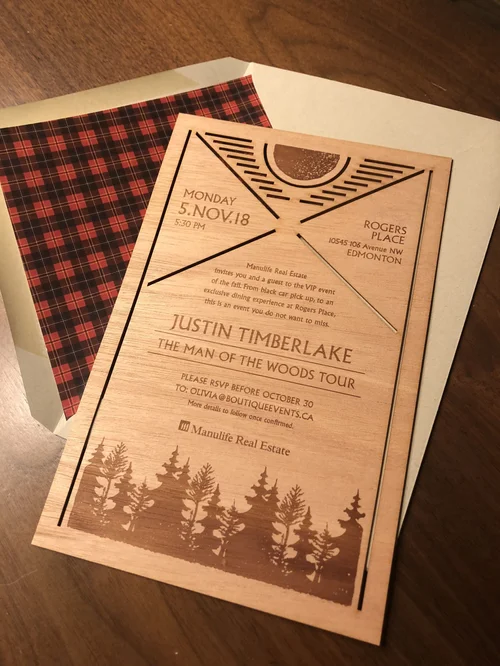 MONDAY
5.NOV.18
5:30 PM
ROGERS
PLACE
10545 106 Avenue NW
EDMONTON
Manulife Real Estate
Invites you and a guest to the VIP event
of the fall. From black car pick up, to an
exclusive dining experience at Rogers Place,
this is an event you do not want to miss.
JUSTIN TIMBERLAKE
THE MAN OF THE WOODS TOUR
PLEASE RSVP BEFORE OCTOBER 30
TO: OLIVIA@BOUTIQUEEVENTS.CA
More details to follow once confirmed.
Manulife Real Estate